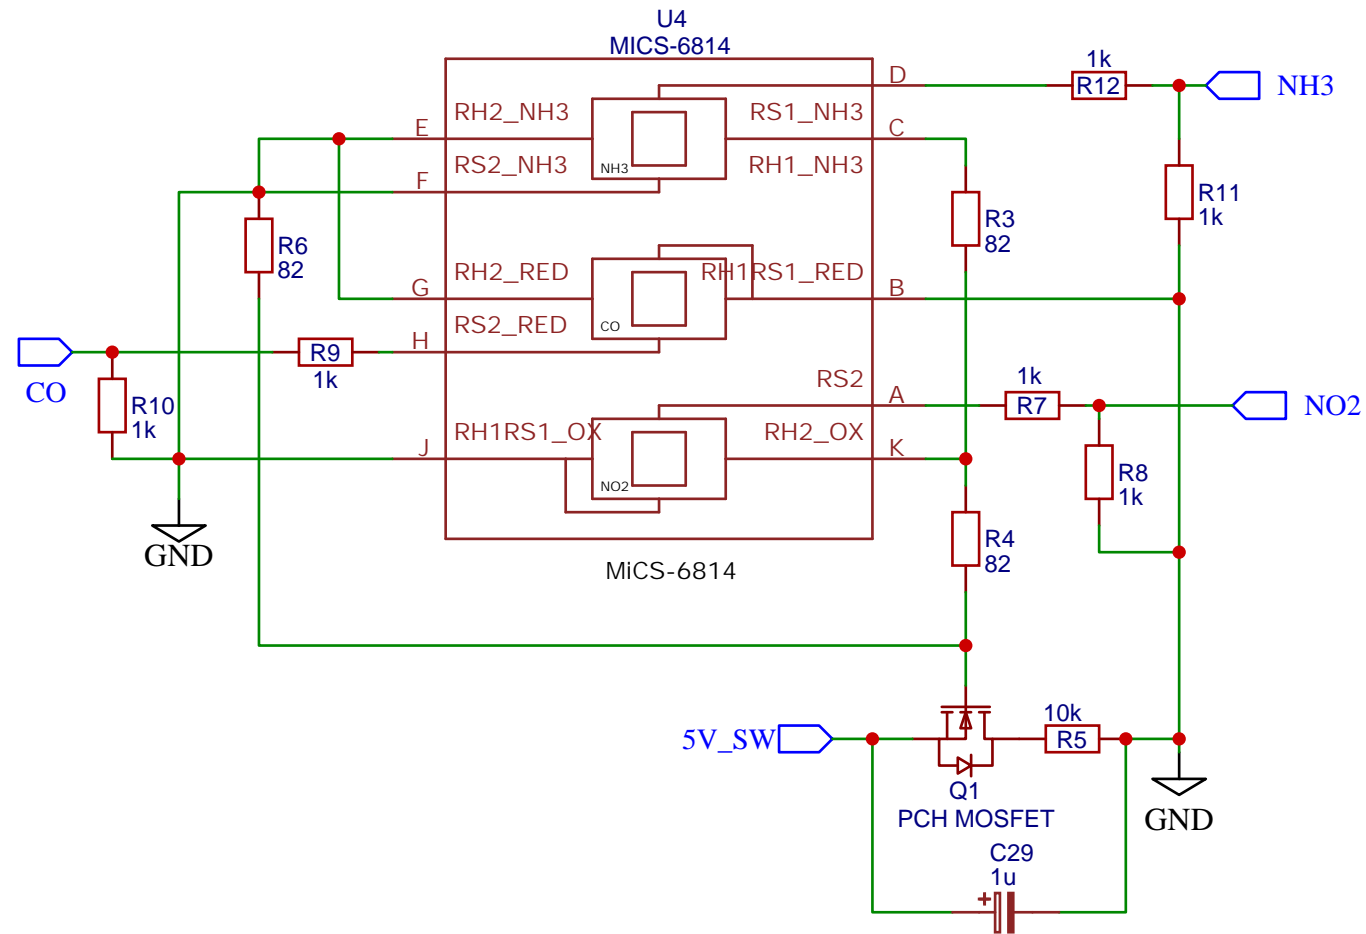 U4
MICS-6814
D
1k
R12
NH3
RH2_NH3
RS1_NH3
E
C
RS2_NH3
NH3
RH1_NH3
F
R11
1k
R3
82
R6
82
RH2_RED
RH1RS1_RED
G
B
RS2_RED
CO
H
R9
1k
CO
R10
1k
RS2
A
1k
R7
NO2
RH1RS1_OX
RH2_OX
J
K
NO2
R8
1k
GND
R4
82
MiCS-6814
5V_SW
10k
R5
Q1
PCH MOSFET
GND
C29
1u
+